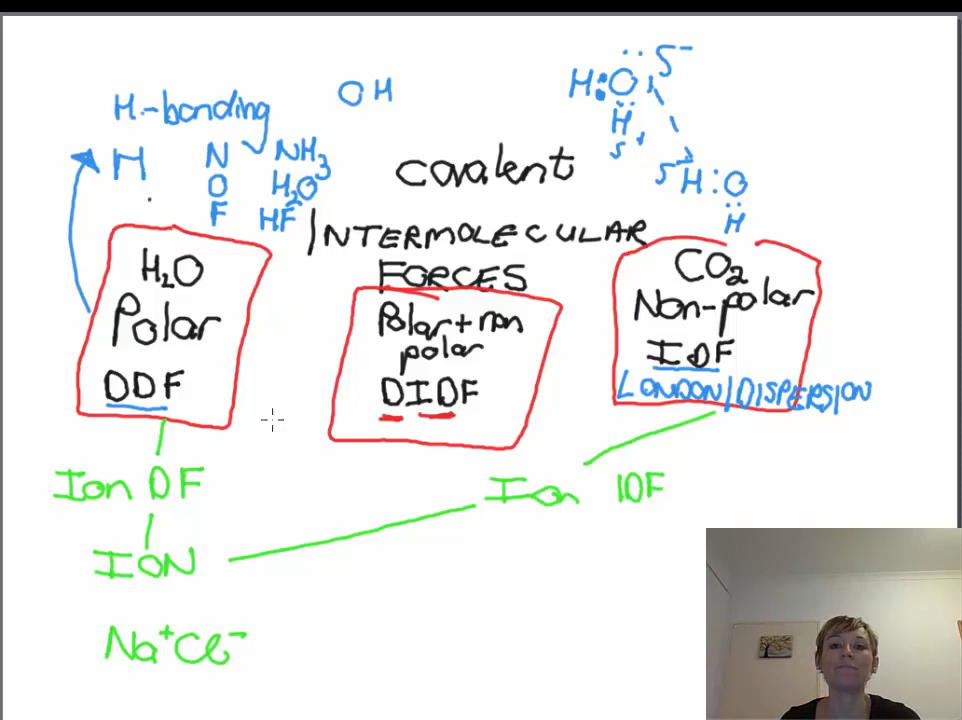 H:O δ-
H
δ+
δ+ H:O
H
OH
H-bonding
H N NH3
O H2O
F HF
covalent
INTERMOLECULAR
FORCES
H2O
Polar
DDF
Polar+non
polar
DIDF
CO2
Non-polar
IDF
LONDON/DISPERSION
Ion DF
Ion IDF
ION
Na+Cl-